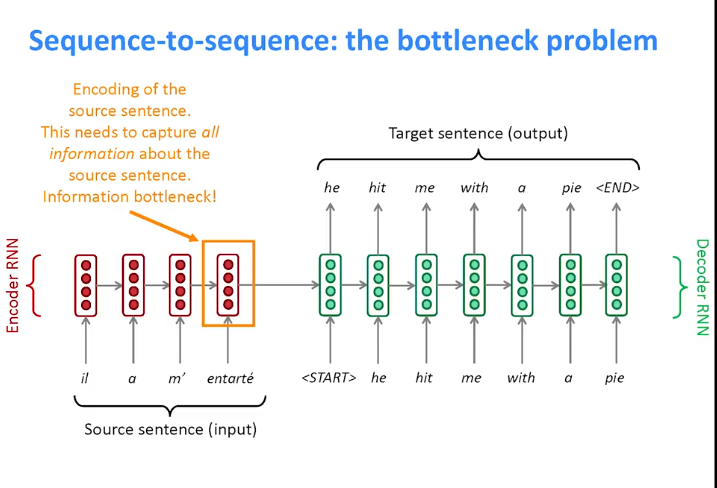 Sequence-to-sequence: the bottleneck problem
Encoding of the
source sentence.
This needs to capture all
information about the
source sentence.
Information bottleneck!
Target sentence (output)
he hit me with a pie <END>
Encoder RNN
Decoder RNN
il a m’ entarté
<START> he hit me with a pie
Source sentence (input)